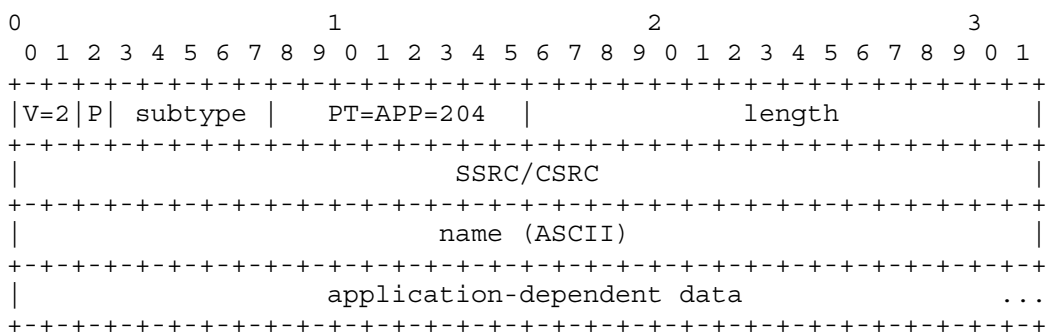 0                   1                   2                   3
 0 1 2 3 4 5 6 7 8 9 0 1 2 3 4 5 6 7 8 9 0 1 2 3 4 5 6 7 8 9 0 1
+-+-+-+-+-+-+-+-+-+-+-+-+-+-+-+-+-+-+-+-+-+-+-+-+-+-+-+-+-+-+-+-+
|V=2|P| subtype |   PT=APP=204  |             length            |
+-+-+-+-+-+-+-+-+-+-+-+-+-+-+-+-+-+-+-+-+-+-+-+-+-+-+-+-+-+-+-+-+
|                           SSRC/CSRC                           |
+-+-+-+-+-+-+-+-+-+-+-+-+-+-+-+-+-+-+-+-+-+-+-+-+-+-+-+-+-+-+-+-+
|                          name (ASCII)                         |
+-+-+-+-+-+-+-+-+-+-+-+-+-+-+-+-+-+-+-+-+-+-+-+-+-+-+-+-+-+-+-+-+
|                   application-dependent data                ...
+-+-+-+-+-+-+-+-+-+-+-+-+-+-+-+-+-+-+-+-+-+-+-+-+-+-+-+-+-+-+-+-+